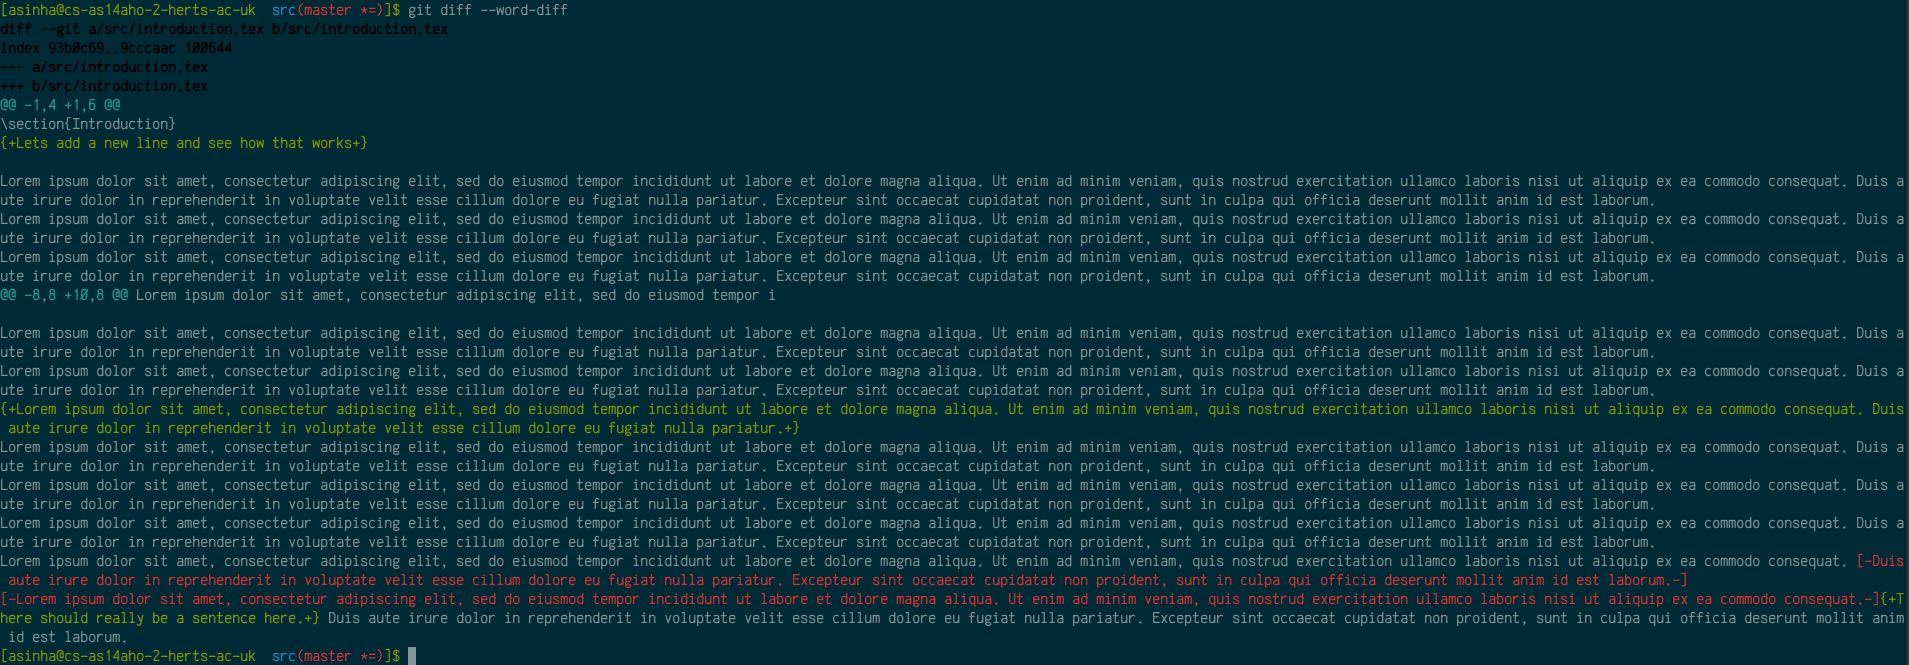 [asinha@cs-as14aho-2-herts-ac-uk  src(master *=)]$ git diff --word-diff
diff --git a/src/introduction.tex b/src/introduction.tex
index 93b0c69..9cccaac 100644
--- a/src/introduction.tex
+++ b/src/introduction.tex
@@ -1,4 +1,6 @@
\section{Introduction}
{+Lets add a new line and see how that works+}

Lorem ipsum dolor sit amet, consectetur adipiscing elit, sed do eiusmod tempor incididunt ut labore et dolore magna aliqua. Ut enim ad minim veniam, quis nostrud exercitation ullamco laboris nisi ut aliquip ex ea commodo consequat. Duis a
ute irure dolor in reprehenderit in voluptate velit esse cillum dolore eu fugiat nulla pariatur. Excepteur sint occaecat cupidatat non proident, sunt in culpa qui officia deserunt mollit anim id est laborum.
Lorem ipsum dolor sit amet, consectetur adipiscing elit, sed do eiusmod tempor incididunt ut labore et dolore magna aliqua. Ut enim ad minim veniam, quis nostrud exercitation ullamco laboris nisi ut aliquip ex ea commodo consequat. Duis a
ute irure dolor in reprehenderit in voluptate velit esse cillum dolore eu fugiat nulla pariatur. Excepteur sint occaecat cupidatat non proident, sunt in culpa qui officia deserunt mollit anim id est laborum.
Lorem ipsum dolor sit amet, consectetur adipiscing elit, sed do eiusmod tempor incididunt ut labore et dolore magna aliqua. Ut enim ad minim veniam, quis nostrud exercitation ullamco laboris nisi ut aliquip ex ea commodo consequat. Duis a
ute irure dolor in reprehenderit in voluptate velit esse cillum dolore eu fugiat nulla pariatur. Excepteur sint occaecat cupidatat non proident, sunt in culpa qui officia deserunt mollit anim id est laborum.
@@ -8,8 +10,8 @@ Lorem ipsum dolor sit amet, consectetur adipiscing elit, sed do eiusmod tempor i

Lorem ipsum dolor sit amet, consectetur adipiscing elit, sed do eiusmod tempor incididunt ut labore et dolore magna aliqua. Ut enim ad minim veniam, quis nostrud exercitation ullamco laboris nisi ut aliquip ex ea commodo consequat. Duis a
ute irure dolor in reprehenderit in voluptate velit esse cillum dolore eu fugiat nulla pariatur. Excepteur sint occaecat cupidatat non proident, sunt in culpa qui officia deserunt mollit anim id est laborum.
Lorem ipsum dolor sit amet, consectetur adipiscing elit, sed do eiusmod tempor incididunt ut labore et dolore magna aliqua. Ut enim ad minim veniam, quis nostrud exercitation ullamco laboris nisi ut aliquip ex ea commodo consequat. Duis a
ute irure dolor in reprehenderit in voluptate velit esse cillum dolore eu fugiat nulla pariatur. Excepteur sint occaecat cupidatat non proident, sunt in culpa qui officia deserunt mollit anim id est laborum.
{+Lorem ipsum dolor sit amet, consectetur adipiscing elit, sed do eiusmod tempor incididunt ut labore et dolore magna aliqua. Ut enim ad minim veniam, quis nostrud exercitation ullamco laboris nisi ut aliquip ex ea commodo consequat. Duis
 aute irure dolor in reprehenderit in voluptate velit esse cillum dolore eu fugiat nulla pariatur.+}
Lorem ipsum dolor sit amet, consectetur adipiscing elit, sed do eiusmod tempor incididunt ut labore et dolore magna aliqua. Ut enim ad minim veniam, quis nostrud exercitation ullamco laboris nisi ut aliquip ex ea commodo consequat. Duis a
ute irure dolor in reprehenderit in voluptate velit esse cillum dolore eu fugiat nulla pariatur. Excepteur sint occaecat cupidatat non proident, sunt in culpa qui officia deserunt mollit anim id est laborum.
Lorem ipsum dolor sit amet, consectetur adipiscing elit, sed do eiusmod tempor incididunt ut labore et dolore magna aliqua. Ut enim ad minim veniam, quis nostrud exercitation ullamco laboris nisi ut aliquip ex ea commodo consequat. Duis a
ute irure dolor in reprehenderit in voluptate velit esse cillum dolore eu fugiat nulla pariatur. Excepteur sint occaecat cupidatat non proident, sunt in culpa qui officia deserunt mollit anim id est laborum.
Lorem ipsum dolor sit amet, consectetur adipiscing elit, sed do eiusmod tempor incididunt ut labore et dolore magna aliqua. Ut enim ad minim veniam, quis nostrud exercitation ullamco laboris nisi ut aliquip ex ea commodo consequat. Duis a
ute irure dolor in reprehenderit in voluptate velit esse cillum dolore eu fugiat nulla pariatur. Excepteur sint occaecat cupidatat non proident, sunt in culpa qui officia deserunt mollit anim id est laborum.
Lorem ipsum dolor sit amet, consectetur adipiscing elit, sed do eiusmod tempor incididunt ut labore et dolore magna aliqua. Ut enim ad minim veniam, quis nostrud exercitation ullamco laboris nisi ut aliquip ex ea commodo consequat. [-Duis
 aute irure dolor in reprehenderit in voluptate velit esse cillum dolore eu fugiat nulla pariatur. Excepteur sint occaecat cupidatat non proident, sunt in culpa qui officia deserunt mollit anim id est laborum.-]
[-Lorem ipsum dolor sit amet, consectetur adipiscing elit, sed do eiusmod tempor incididunt ut labore et dolore magna aliqua. Ut enim ad minim veniam, quis nostrud exercitation ullamco laboris nisi ut aliquip ex ea commodo consequat.-]{+T
here should really be a sentence here.+} Duis aute irure dolor in reprehenderit in voluptate velit esse cillum dolore eu fugiat nulla pariatur. Excepteur sint occaecat cupidatat non proident, sunt in culpa qui officia deserunt mollit anim
 id est laborum.
[asinha@cs-as14aho-2-herts-ac-uk  src(master *=)]$